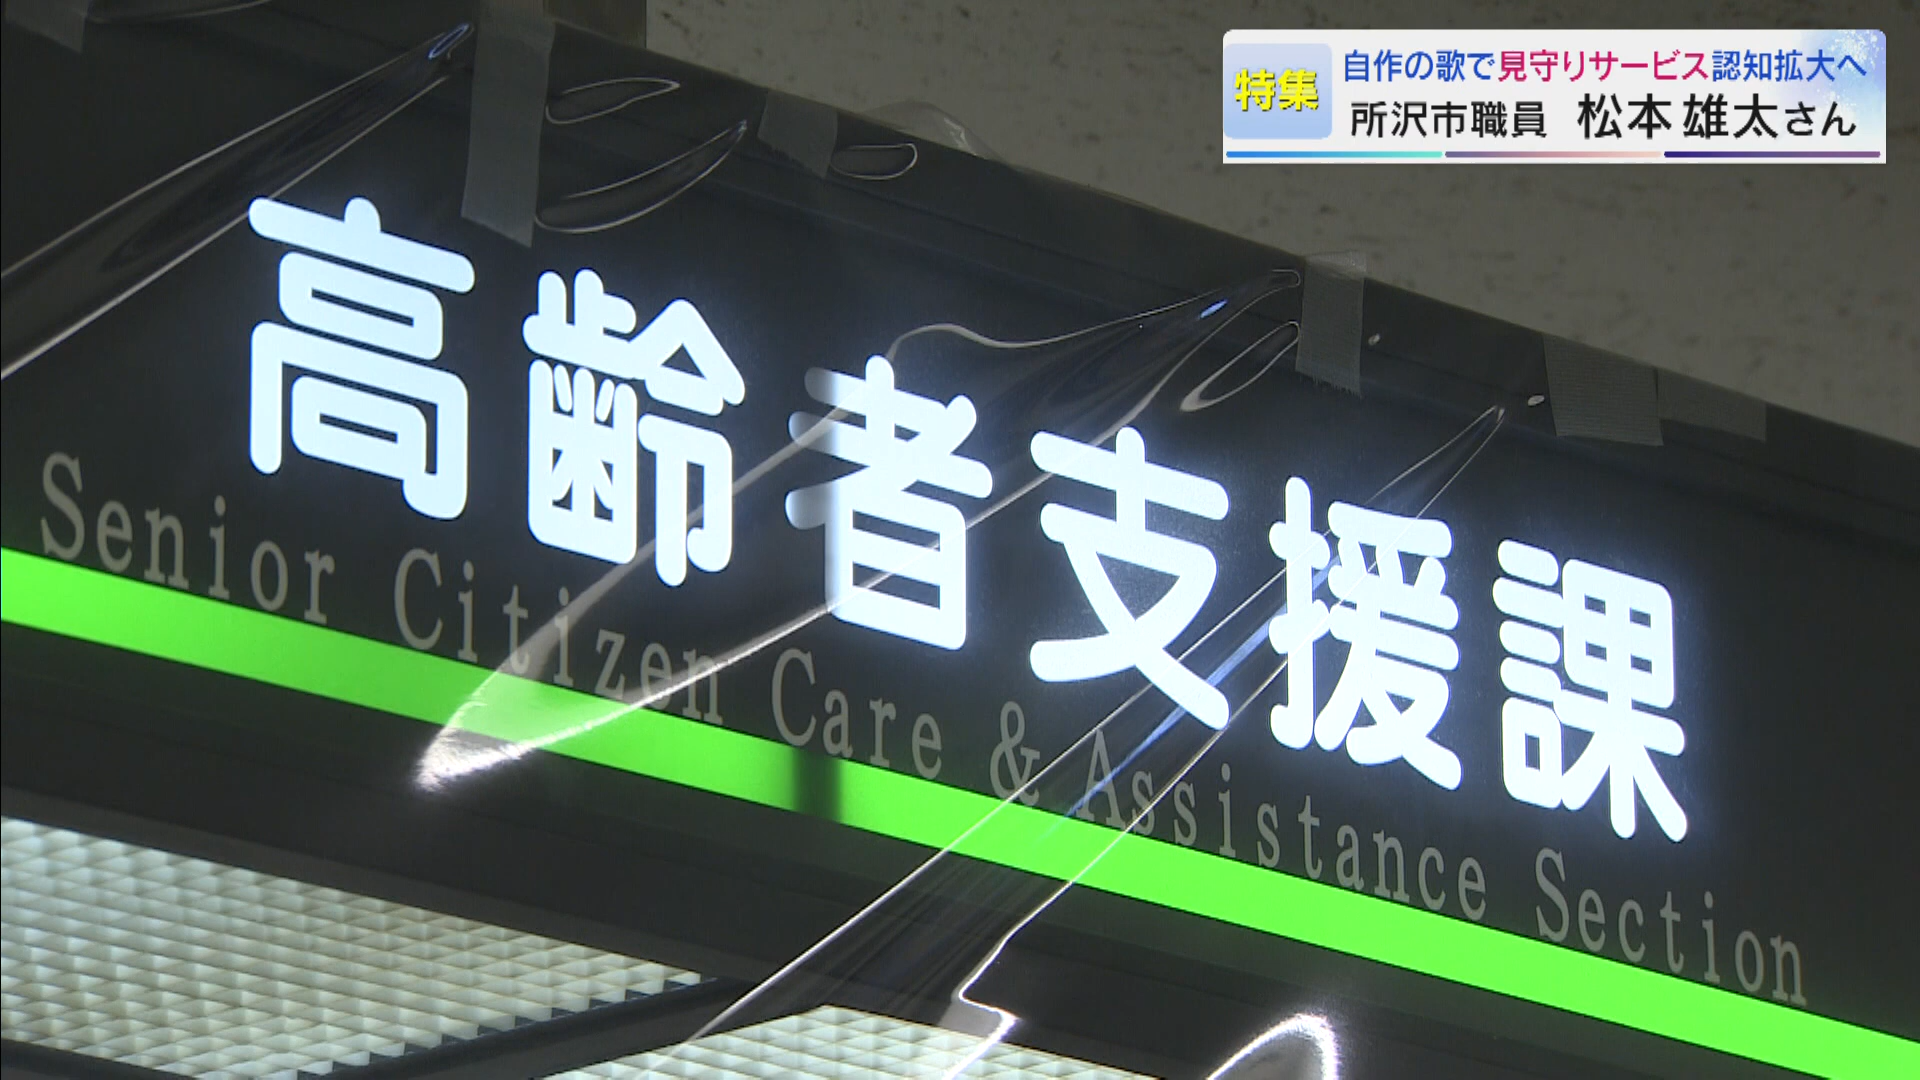 特集
自作の歌で見守りサービス認知拡大へ
所沢市職員 松本雄太さん
高齢者支援課
Senior Citizen Care & Assistance Section